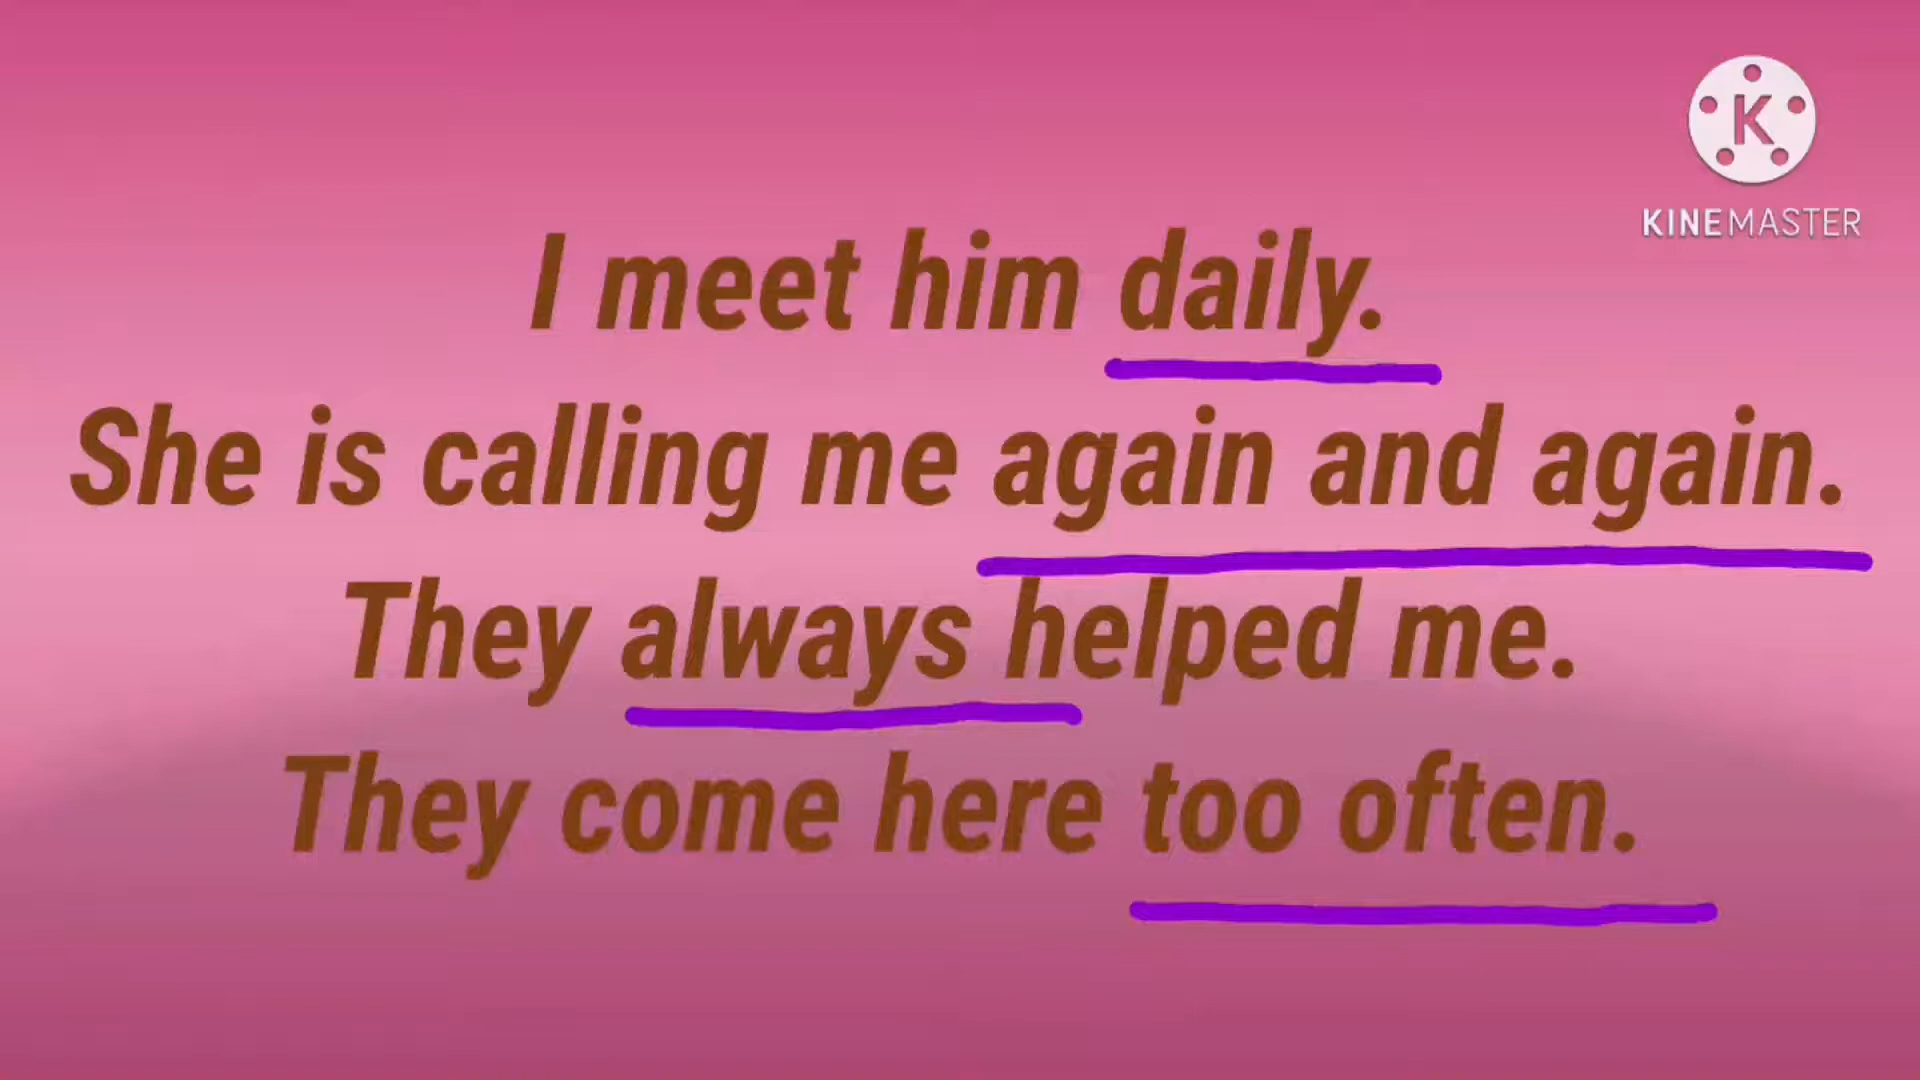 K
KINEMASTER
I meet him daily.
She is calling me again and again.
They always helped me.
They come here too often.